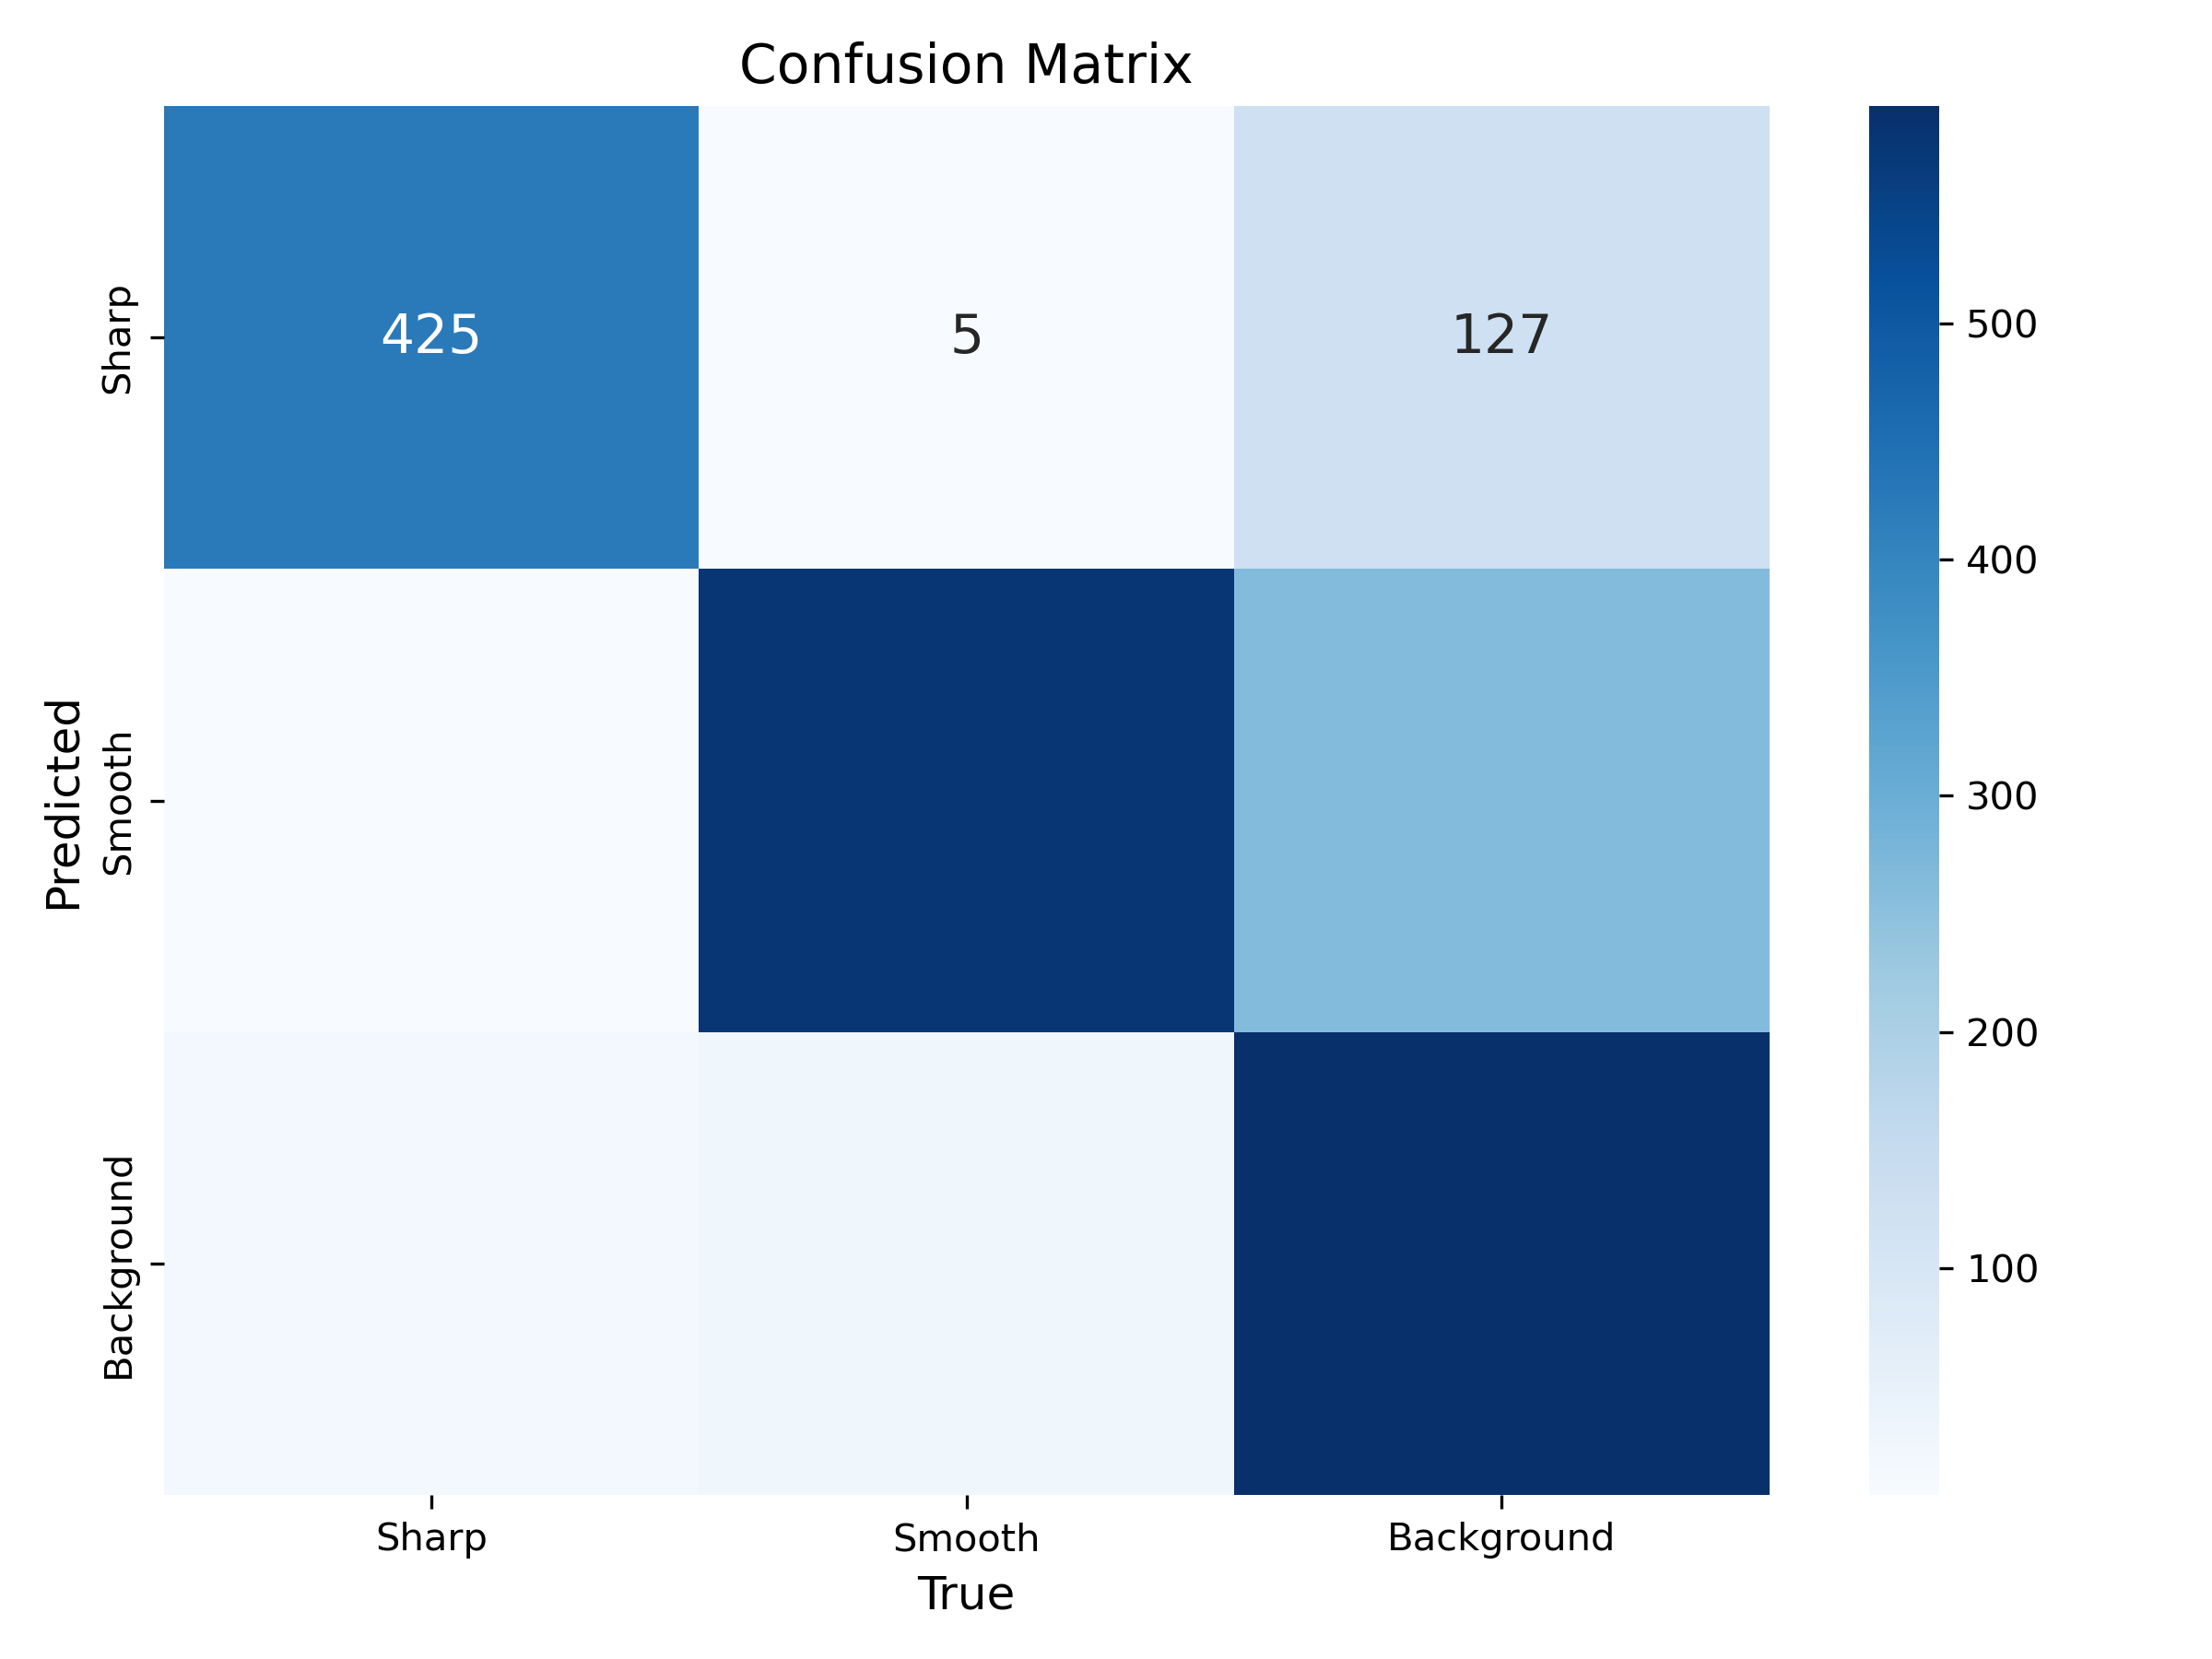 Confusion Matrix
Predicted
Sharp
425 5 127
Smooth
Background
Sharp Smooth Background
True
500
400
300
200
100